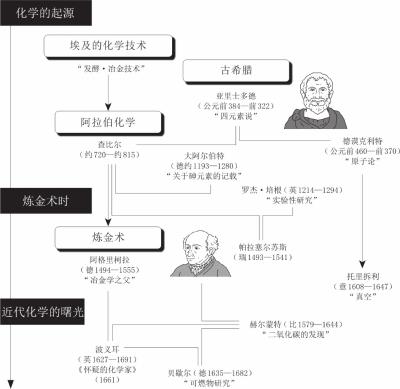 化学的起源
埃及的化学技术
“发酵·冶金技术”
古希腊
亚里士多德
(公元前384—前322)
“四元素说”
阿拉伯化学
查比尔
(约720—约815)
德谟克利特
(公元前460—前370)
“原子论”
大阿尔伯特
(德约1193—1280)
“关于砷元素的记载”
罗杰·培根(英1214—1294)
“实验性研究”
炼金术时
炼金术
阿格里柯拉
(德1494—1555)
“冶金学之父”
帕拉塞尔苏斯
(瑞1493—1541)
托里拆利
(意1608—1647)
“真空”
近代化学的曙光
赫尔蒙特(比1579—1644)
“二氧化碳的发现”
波义耳
(英1627—1691)
《怀疑的化学家》
(1661)
贝歇尔(德1635—1682)
“可燃物研究”